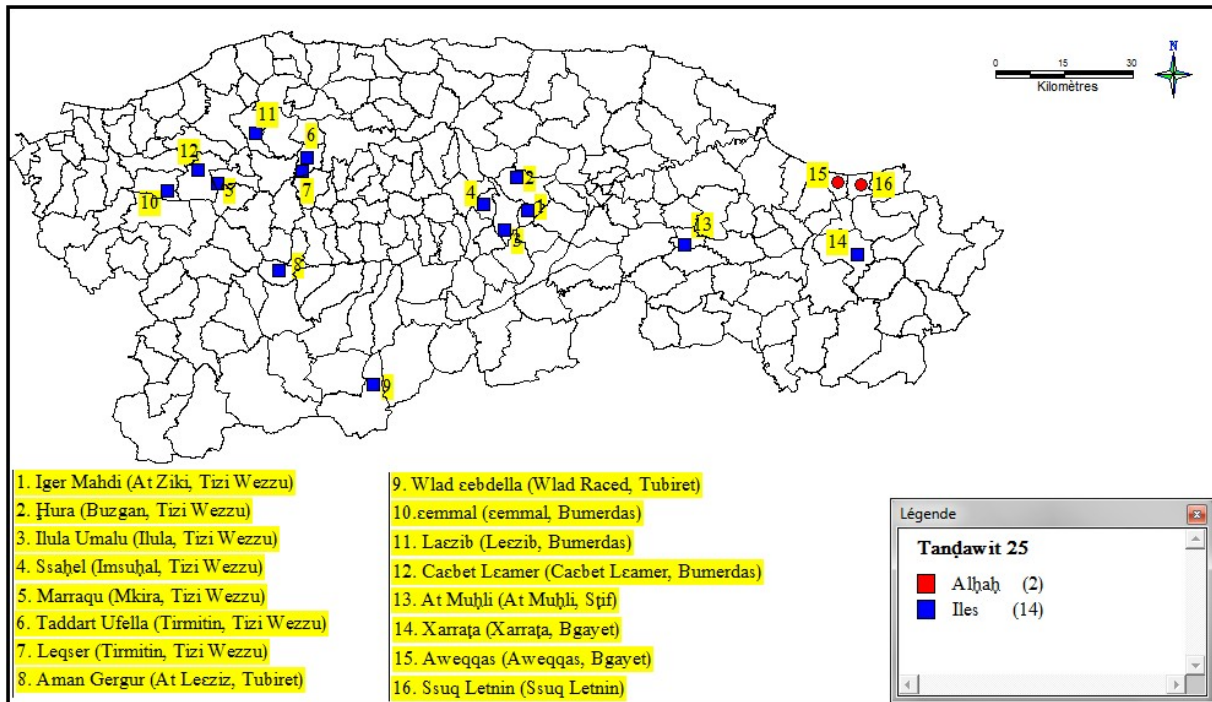 N
0 15 30
Kilomètres
11
6
12
15
16
2
10
5
7
4
1
3
13
14
8
9
1. Iger Mahdi (At Ziki, Tizi Wezzu)
2. Ḥura (Buzgan, Tizi Wezzu)
3. Ilula Umalu (Ilula, Tizi Wezzu)
4. Ssaḥel (Imsuḥal, Tizi Wezzu)
5. Marraqu (Mkira, Tizi Wezzu)
6. Taddart Ufella (Tirmitin, Tizi Wezzu)
7. Leqser (Tirmitin, Tizi Wezzu)
8. Aman Gergur (At Leɛziz, Tubiret)
9. Wlad ɛebdella (Wlad Raced, Tubiret)
10.ɛemmal (ɛemmal, Bumerdas)
11. Laɛzib (Leɛzib, Bumerdas)
12. Caɛbet Lɛamer (Caɛbet Lɛamer, Bumerdas)
13. At Muḥli (At Muḥli, Sṭif)
14. Xarraṭa (Xarraṭa, Bgayet)
15. Aweqqas (Aweqqas, Bgayet)
16. Ssuq Letnin (Ssuq Letnin)
Légende
Tanḍawit 25
Alḥaḥ (2)
Iles (14)